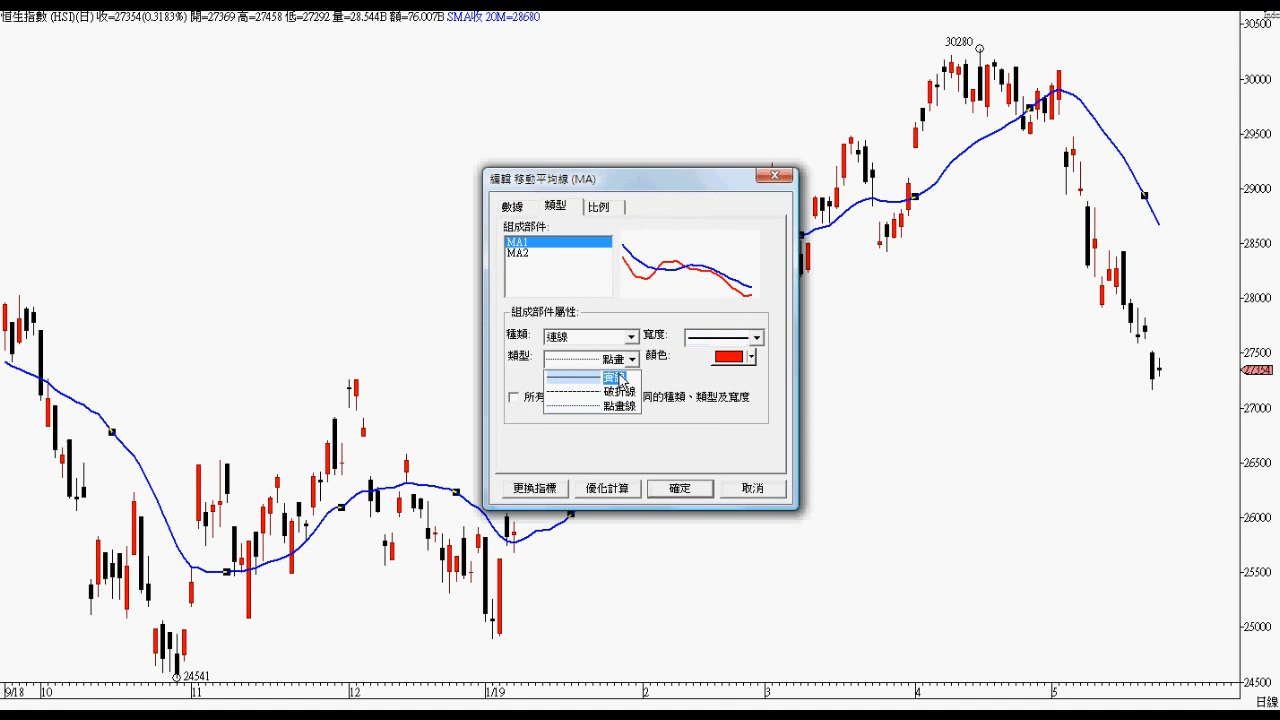 恒生指數 (HSI)(日) 收=27354(0.3183%) 開=27369 高=27458 低=27292 量=28.544B 額=76.007B SMA收 20M=28680
30500
30280
30000
29500
29000
28500
28000
27500
27354
27000
26500
26000
25500
25000
24500
24541
編輯 移動平均線 (MA)
數據 類型 比例
組成部件:
MA1
MA2
組成部件屬性:
種類: 連線 寬度:
類型: 點畫 顏色:
破折線
點畫線
所有 同的種類、類型及寬度
更換指標 優化計算 確定 取消
9/18 10 11 12 1/19 2 3 4 5
日線